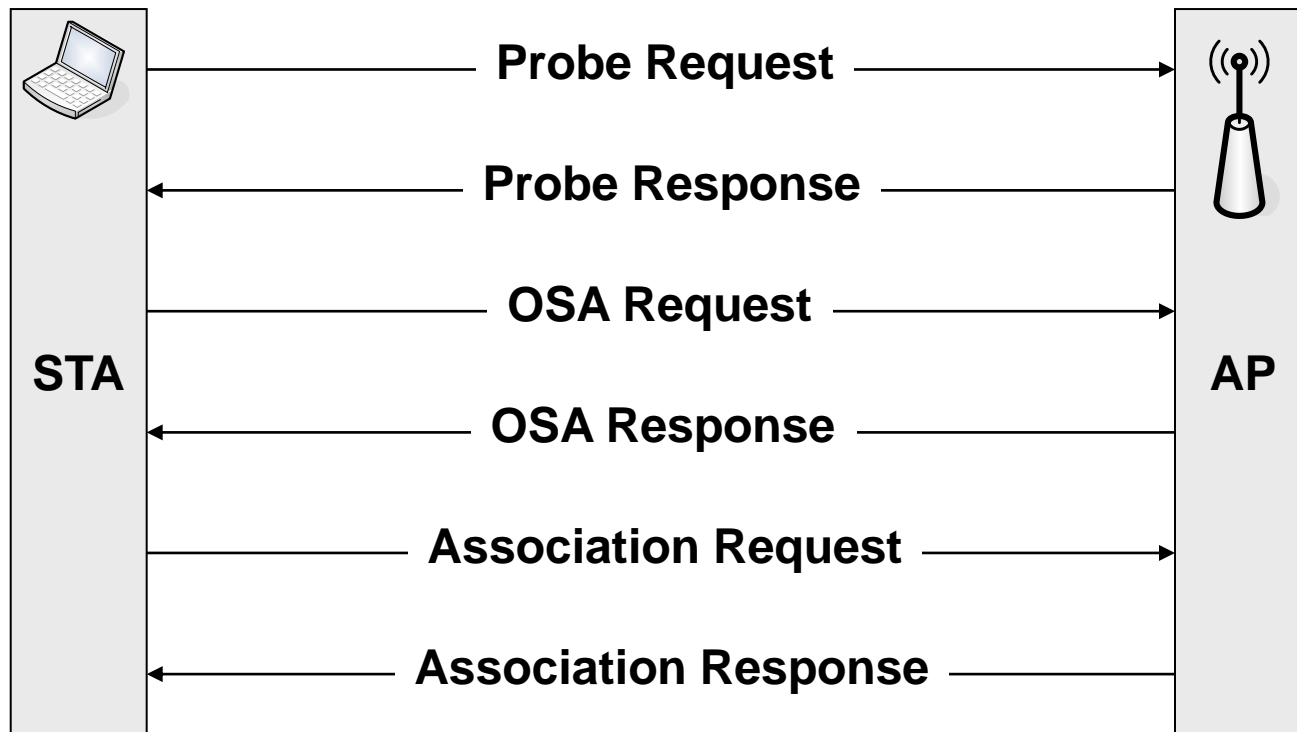 Probe Request
Probe Response
OSA Request
STA
AP
OSA Response
Association Request
Association Response